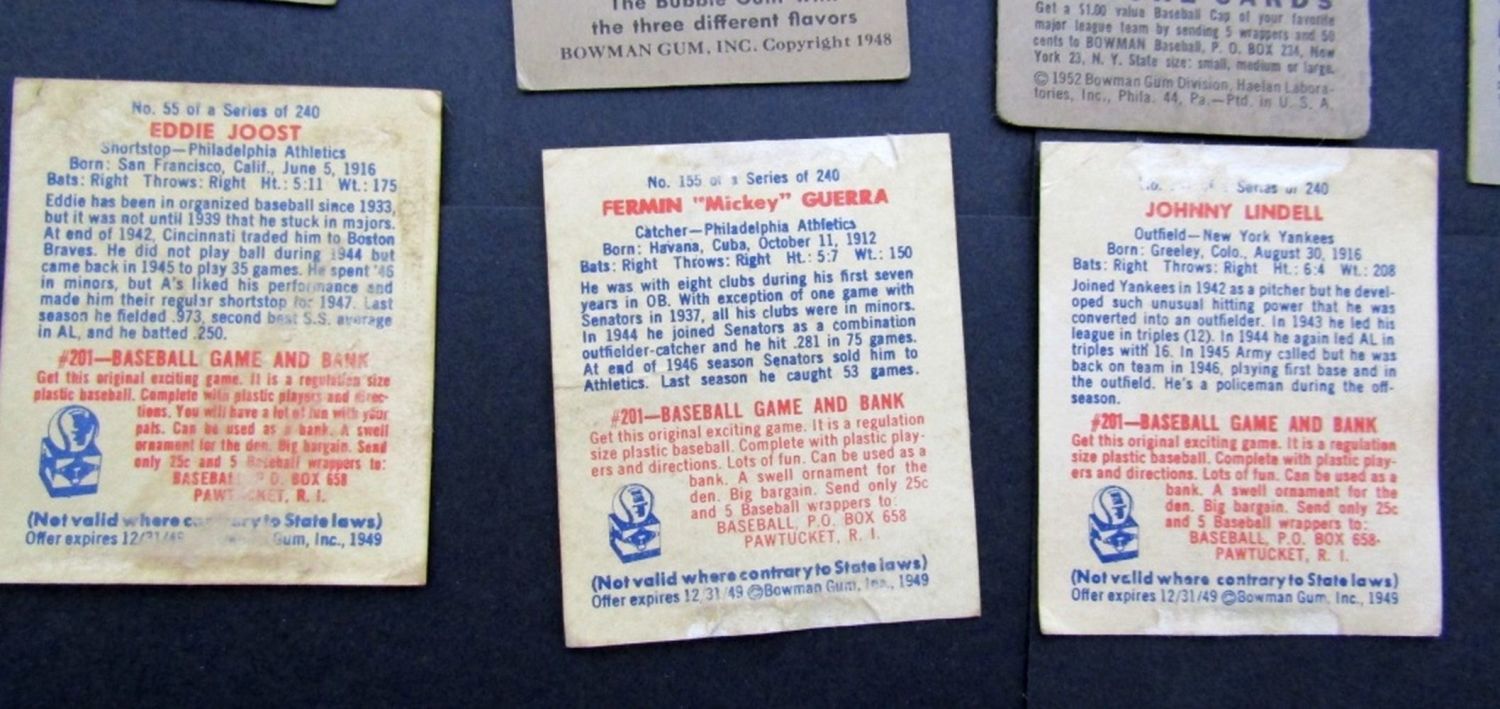 The Bubble Gum with
the three different flavors
BOWMAN GUM, INC. Copyright 1948
CARDS
Get a $1.00 value Baseball Cap of your favorite
major league team by sending 5 wrappers and 50
cents to BOWMAN Baseball, P. O. BOX 234, New
York 23, N. Y. State size: small, medium or large.
© 1952 Bowman Gum Division, Haelan Labora-
tories, Inc., Phila. 44, Pa.—Ptd. in U. S. A.
No. 55 of a Series of 240
EDDIE JOOST
Shortstop—Philadelphia Athletics
Born: San Francisco, Calif., June 5, 1916
Bats: Right Throws: Right Ht.: 5:11 Wt.: 175
Eddie has been in organized baseball since 1933,
but it was not until 1939 that he stuck in majors.
At end of 1942, Cincinnati traded him to Boston
Braves. He did not play ball during 1944 but
came back in 1945 to play 35 games. He spent '46
in minors, but A's liked his performance and
made him their regular shortstop for 1947. Last
season he fielded .973, second best S.S. average
in AL, and he batted .250.
#201—BASEBALL GAME AND BANK
Get this original exciting game. It is a regulation size
plastic baseball. Complete with plastic players and direc-
tions. You will have a lot of fun with your
pals. Can be used as a bank. A swell
ornament for the den. Big bargain. Send
only 25c and 5 Baseball wrappers to:
BASEBALL, P.O. BOX 658
PAWTUCKET, R. I.
(Not valid where contrary to State laws)
Offer expires 12/31/49 Gum, Inc., 1949
No. 155 of a Series of 240
FERMIN "Mickey" GUERRA
Catcher—Philadelphia Athletics
Born: Havana, Cuba, October 11, 1912
Bats: Right Throws: Right Ht.: 5:7 Wt.: 150
He was with eight clubs during his first seven
years in OB. With exception of one game with
Senators in 1937, all his clubs were in minors.
In 1944 he joined Senators as a combination
outfielder-catcher and he hit .281 in 75 games.
At end of 1946 season Senators sold him to
Athletics. Last season he caught 53 games.
#201—BASEBALL GAME AND BANK
Get this original exciting game. It is a regulation
size plastic baseball. Complete with plastic play-
ers and directions. Lots of fun. Can be used as a
bank. A swell ornament for the
den. Big bargain. Send only 25c
and 5 Baseball wrappers to:
BASEBALL, P.O. BOX 658
PAWTUCKET, R. I.
(Not valid where contrary to State laws)
Offer expires 12/31/49 ©Bowman Gum, Inc., 1949
No. Series of 240
JOHNNY LINDELL
Outfield—New York Yankees
Born: Greeley, Colo., August 30, 1916
Bats: Right Throws: Right Ht.: 6:4 Wt.: 208
Joined Yankees in 1942 as a pitcher but he devel-
oped such unusual hitting power that he was
converted into an outfielder. In 1943 he led his
league in triples (12). In 1944 he again led AL in
triples with 16. In 1945 Army called but he was
back on team in 1946, playing first base and in
the outfield. He's a policeman during the off-
season.
#201—BASEBALL GAME AND BANK
Get this original exciting game. It is a regulation
size plastic baseball. Complete with plastic play-
ers and directions. Lots of fun. Can be used as a
bank. A swell ornament for the
den. Big bargain. Send only 25c
and 5 Baseball wrappers to:
BASEBALL, P.O. BOX 658-
PAWTUCKET, R. I.
(Not valid where contrary to State laws)
Offer expires 12/31/49 ©Bowman Gum, Inc., 1949